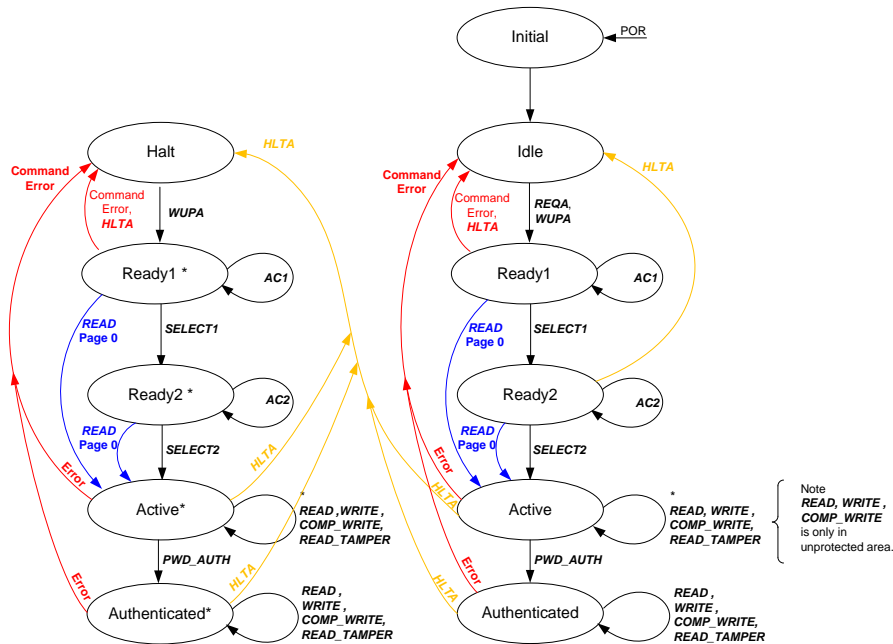 Initial
POR
Halt
HLTA
Idle
HLTA
Command
Error
Command
Error,
HLTA
WUPA
Command
Error
Command
Error,
HLTA
REQA,
WUPA
Ready1 *
AC1
Ready1
AC1
READ
Page 0
SELECT1
READ
Page 0
SELECT1
Ready2 *
AC2
Ready2
AC2
READ
Page 0
SELECT2
READ
Page 0
SELECT2
Error
HLTA
Error
HLTA
Active*
*
READ ,WRITE ,
COMP_WRITE,
READ_TAMPER
Active
*
READ, WRITE ,
COMP_WRITE,
READ_TAMPER
Note
READ, WRITE ,
COMP_WRITE
is only in
unprotected area.
PWD_AUTH
PWD_AUTH
Error
HLTA
Error
HLTA
Authenticated*
READ ,
WRITE ,
COMP_WRITE,
READ_TAMPER
Authenticated
READ ,
WRITE ,
COMP_WRITE,
READ_TAMPER